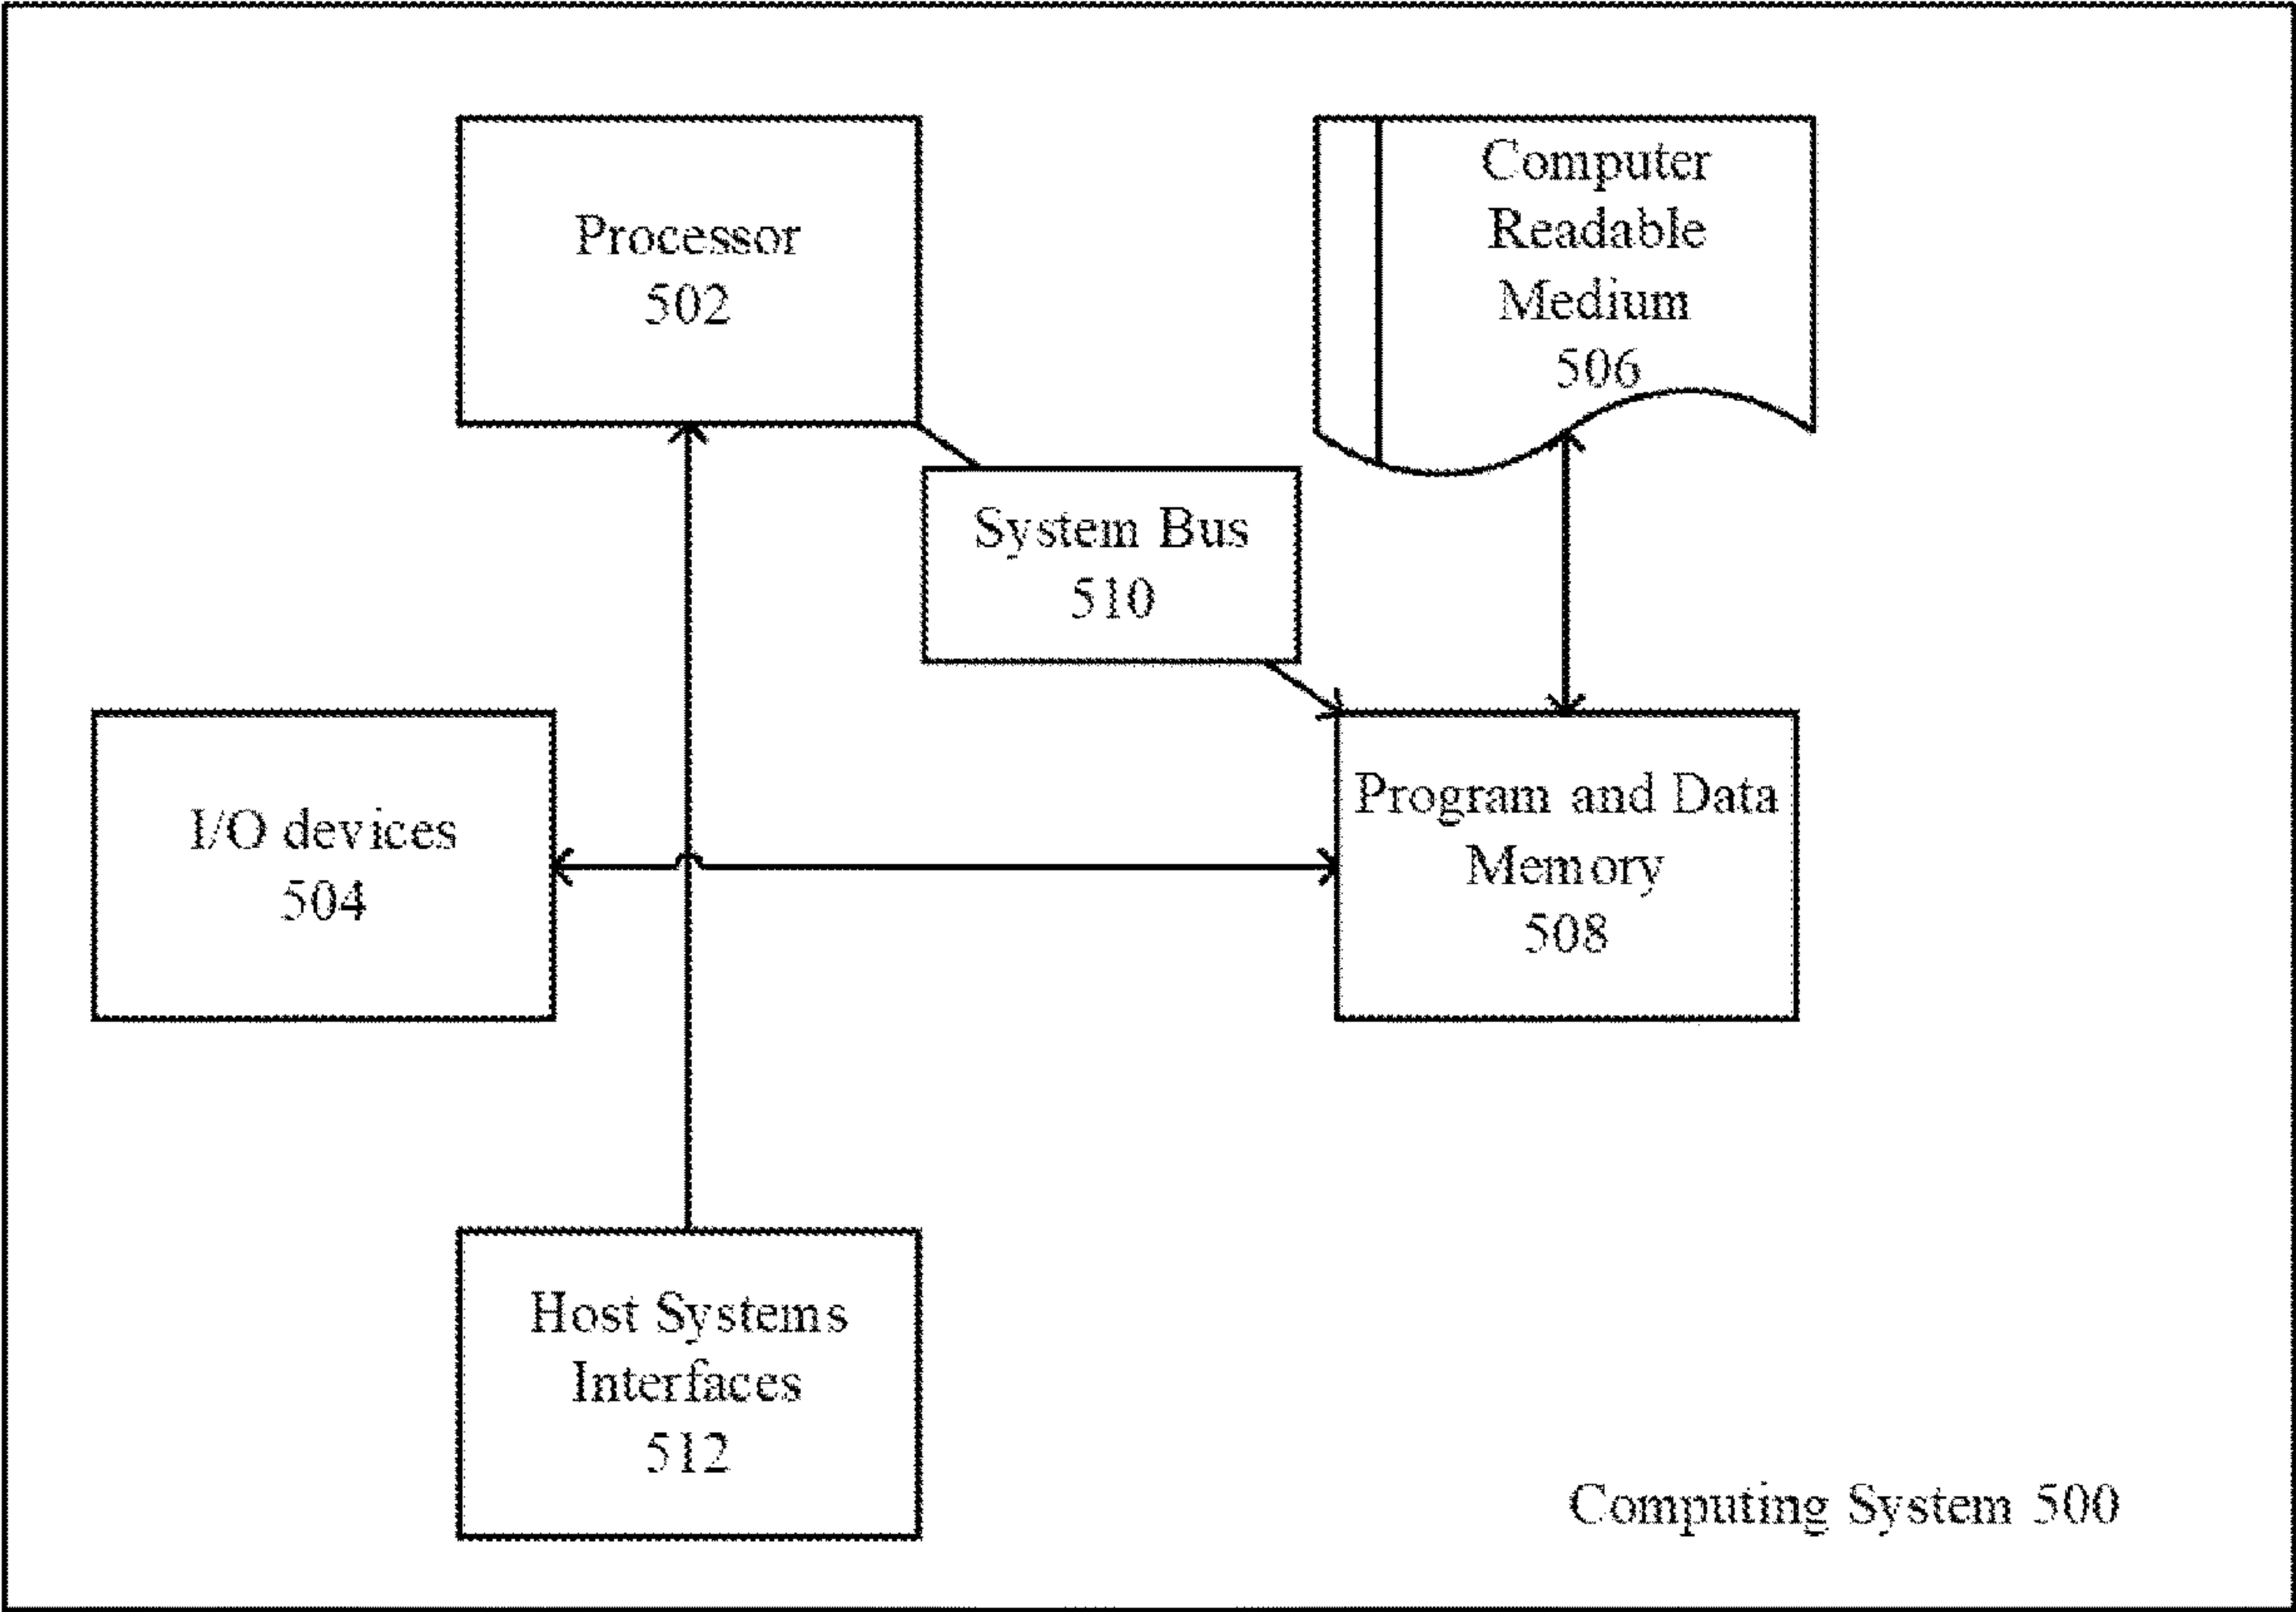 Processor
502
Computer
Readable
Medium
506
System Bus
510
I/O devices
504
Program and Data
Memory
508
Host Systems
Interfaces
512
Computing System 500